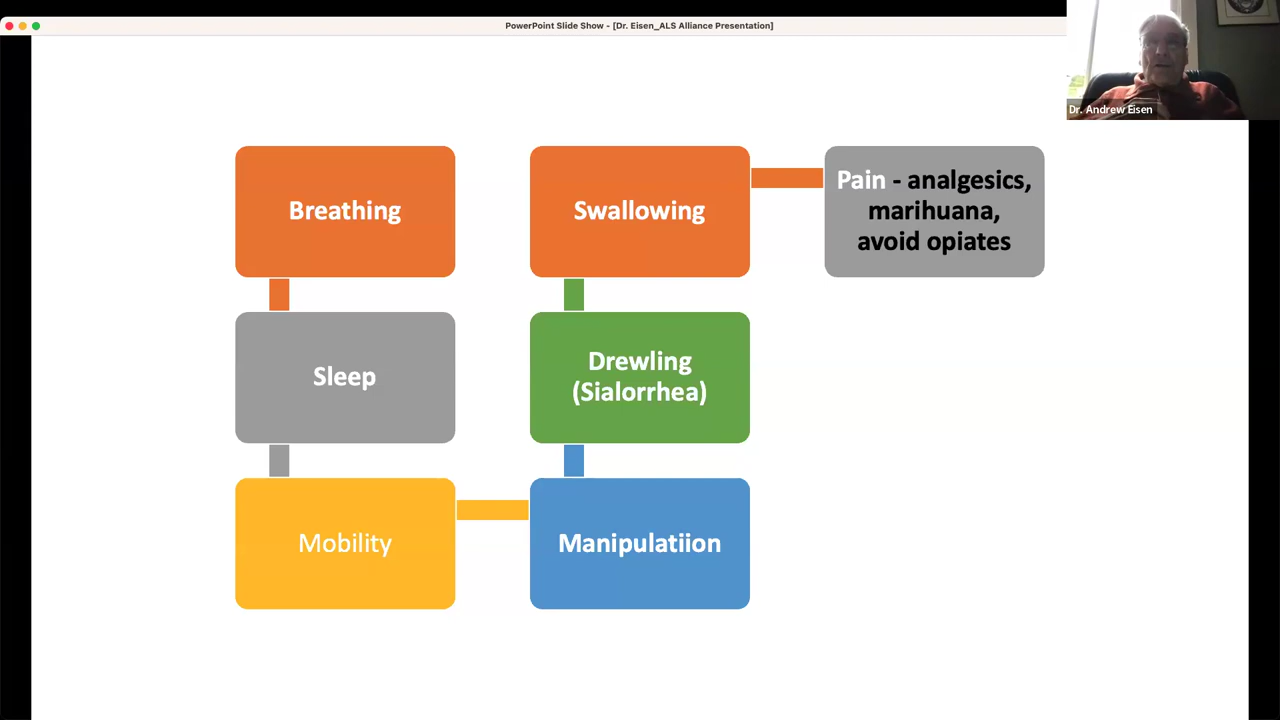 PowerPoint Slide Show - [Dr. Eisen_ALS Alliance Presentation]
Dr. Andrew Eisen
Breathing
Swallowing
Pain - analgesics,
marihuana,
avoid opiates
Sleep
Drewling
(Sialorrhea)
Mobility
Manipulatiion